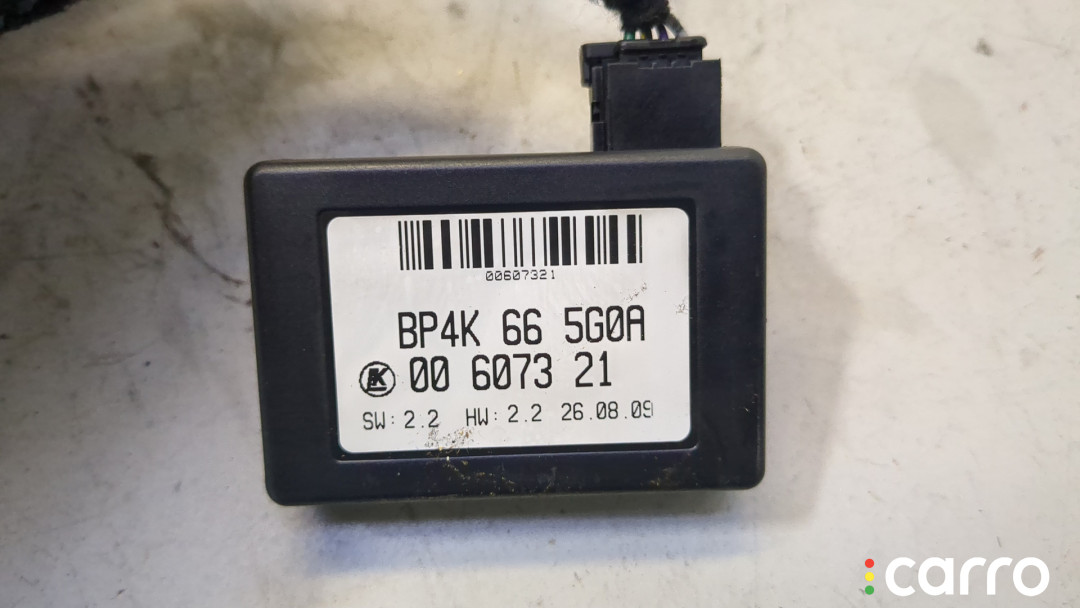 00607321
BP4K 66 5G0A
K 00 6073 21
SW: 2.2 HW: 2.2 26.08.09
carro